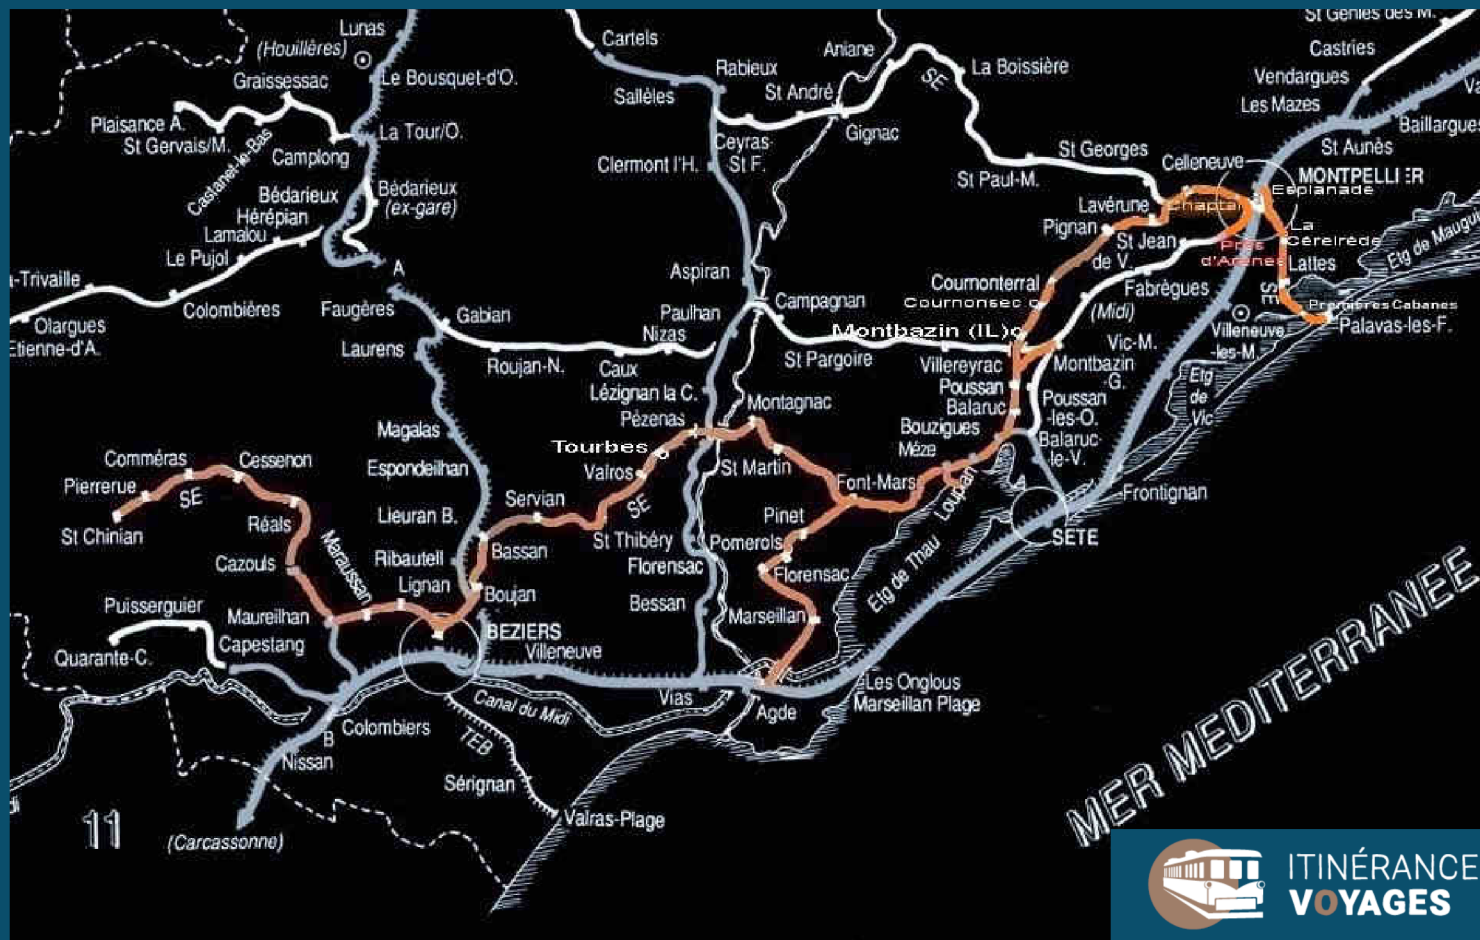 Lunas
(Houillères)
Graissessac
Le Bousquet-d'O.
Plaisance A.
St Gervais/M.
Castanet-le-Bas
Camplong
La Tour/O.
Bédarieux
Hérépian
Lamalou
Le Pujol
Bédarieux
(ex-gare)
a-Trivaille
Colombières
Olargues
Etienne-d'A.
A
Faugères
Laurens
Gabian
Roujan-N.
Caux
Nizas
Magalas
Espondeilhan
Lieuran B.
Ribautell
Lignan
Cartels
Salléles
Rabieux
St André
Aniane
SE
La Boissière
Gignac
Ceyras-
St F.
Clermont l'H.
St Paul-M.
St Georges
Celleneuve
St Geniès des M.
Castries
Vendargues
Les Mazes
Va
Baillargues
St Aunès
MONTPELLIER
Esplanade
Chaptal
Lavérune
Pignan
St Jean
de V.
Près
d'Arènes
La
Céreirède
Lattes
SE
Etg de Mauguio
Premières Cabanes
Palavas-les-F.
Villeneuve
-les-M.
Fabrègues
(Midi)
Cournonterral
Cournonsec
Montbazin (IL)
Aspiran
Campagnan
Paulhan
St Pargoire
Villereyrac
Poussan
Balaruc
Bouzigues
Méze
Vic-M.
Montbazin
-G.
Poussan
-les-O.
Balaruc-
le-V.
Etg
de
Vic
Lézignan la C.
Pézenas
Montagnac
Tourbes
Valros
SE
St Martin
Font-Mars
Loupian
A
Frontignan
SETE
Servian
Bassan
Boujan
St Thibéry
Florensac
Bessan
Pinet
Pomerols
Florensac
Marseillan
Etg de Thau
Comméras
Pierrerue
SE
Cessenon
St Chinian
Réals
Cazouls
Maraussan
Maureilhan
Puisserguier
Quarante-C.
Capestang
BEZIERS
Villeneuve
Canal du Midi
TEB
Vias
Agde
Les Onglous
Marseillan Plage
Colombiers
B
Nissan
Sérignan
Valras-Plage
(Carcassonne)
di
11
MER MEDITERRANEE
ITINÉRANCE
VOYAGES